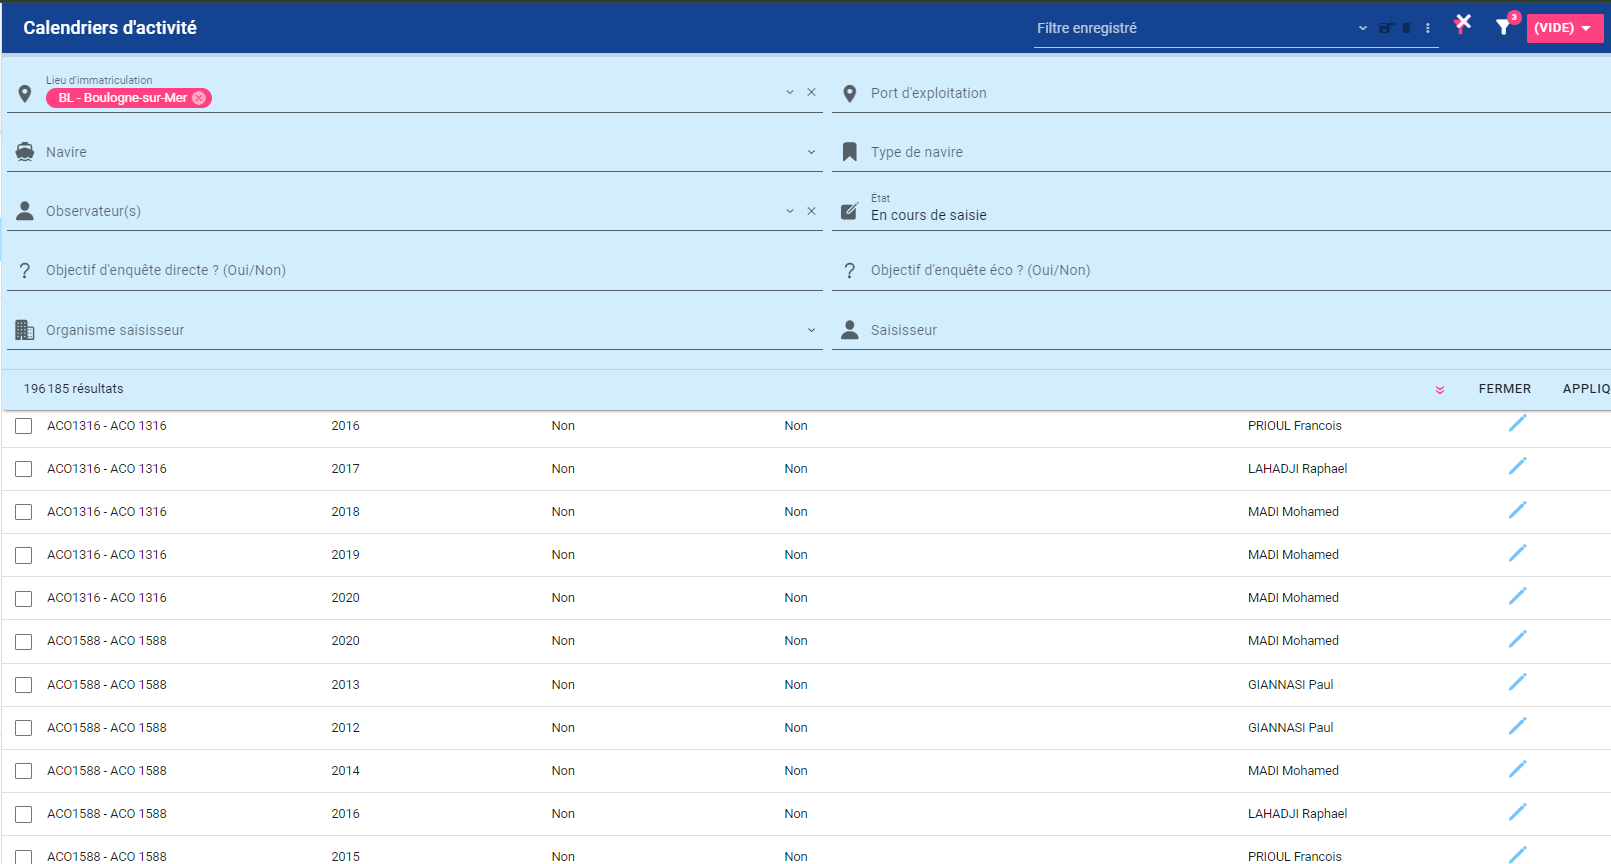 Calendriers d'activité
Filtre enregistré
3
(VIDE)
Lieu d'immatriculation
BL - Boulogne-sur-Mer
Port d'exploitation
Navire
Type de navire
Observateur(s)
État
En cours de saisie
Objectif d'enquête directe ? (Oui/Non)
Objectif d'enquête éco ? (Oui/Non)
Organisme saisisseur
Saisisseur
196 185 résultats FERMER APPLIQ
ACO1316 - ACO 1316 2016 Non Non PRIOUL Francois
ACO1316 - ACO 1316 2017 Non Non LAHADJI Raphael
ACO1316 - ACO 1316 2018 Non Non MADI Mohamed
ACO1316 - ACO 1316 2019 Non Non MADI Mohamed
ACO1316 - ACO 1316 2020 Non Non MADI Mohamed
ACO1588 - ACO 1588 2020 Non Non MADI Mohamed
ACO1588 - ACO 1588 2013 Non Non GIANNASI Paul
ACO1588 - ACO 1588 2012 Non Non GIANNASI Paul
ACO1588 - ACO 1588 2014 Non Non MADI Mohamed
ACO1588 - ACO 1588 2016 Non Non LAHADJI Raphael
ACO1588 - ACO 1588 2015 Non Non PRIOUL Francois